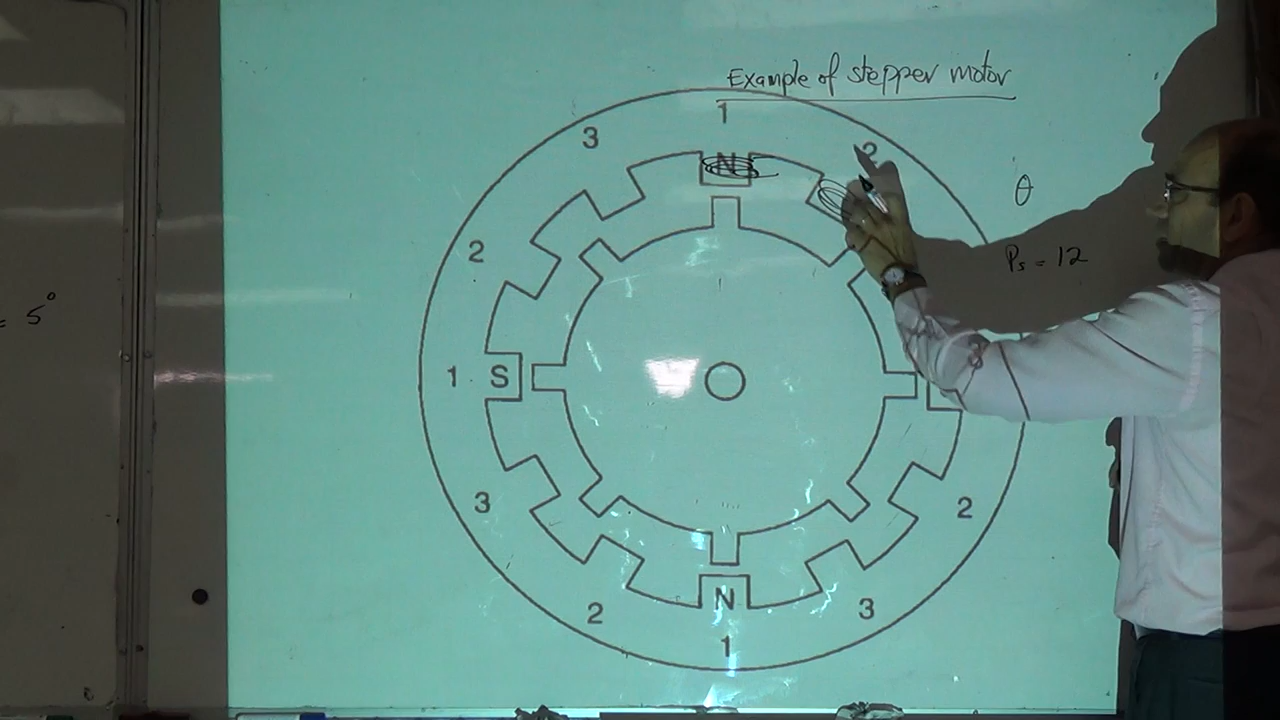 Example of stepper motor
1
3
2
N
θ
2
Ps = 12
= 5°
1
S
3
3
2
N
2
3
1